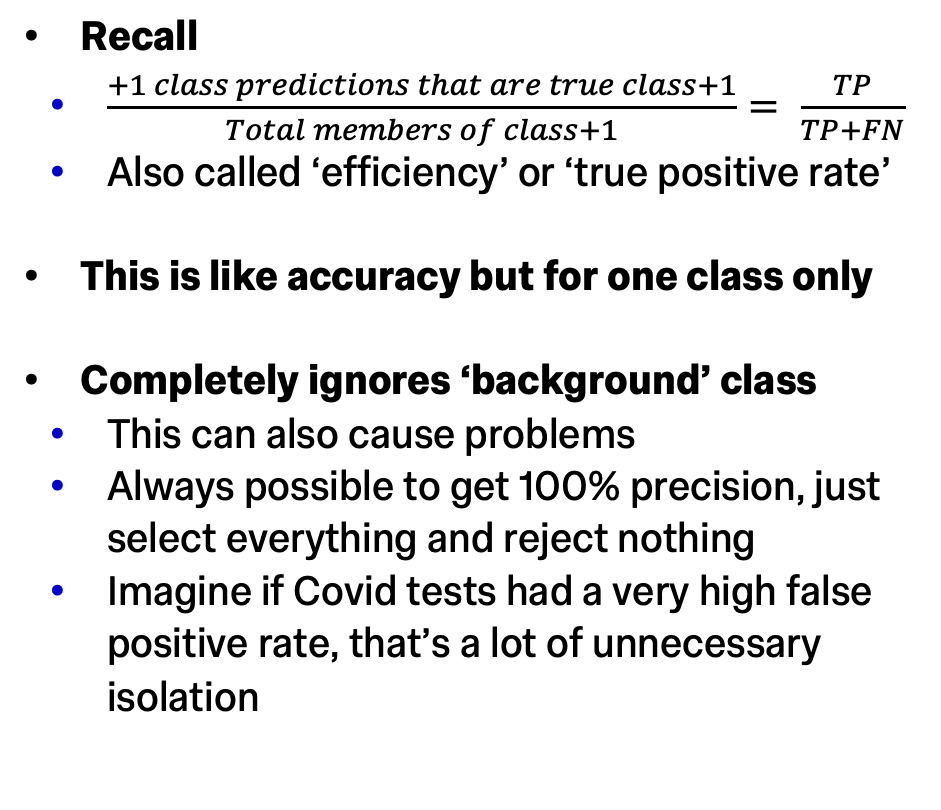 • Recall
• +1 class predictions that are true class+1 / Total members of class+1 = TP / TP+FN
• Also called ‘efficiency’ or ‘true positive rate’
• This is like accuracy but for one class only
• Completely ignores ‘background’ class
• This can also cause problems
• Always possible to get 100% precision, just
select everything and reject nothing
• Imagine if Covid tests had a very high false
positive rate, that’s a lot of unnecessary
isolation